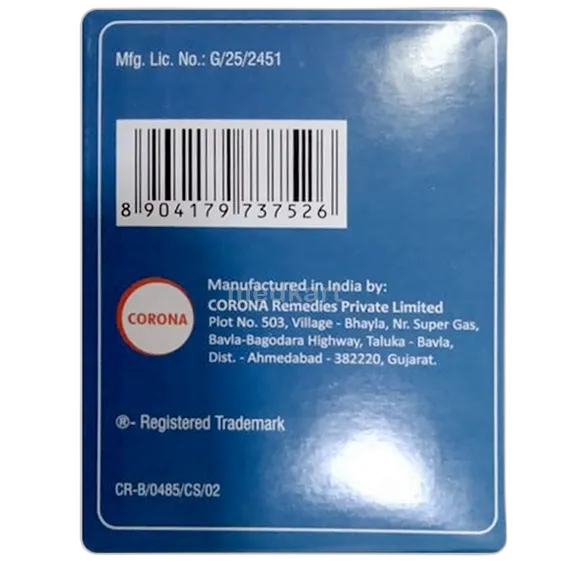 Mfg. Lic. No.: G/25/2451
8 904179 737526
medkart
CORONA
Manufactured in India by:
CORONA Remedies Private Limited
Plot No. 503, Village - Bhayla, Nr. Super Gas,
Bavla-Bagodara Highway, Taluka - Bavla,
Dist. - Ahmedabad - 382220, Gujarat.
®- Registered Trademark
CR-B/0485/CS/02